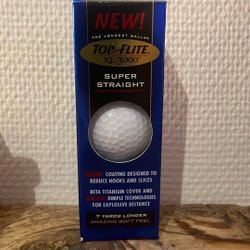 NEW!
THE LONGEST BALLS!
TOP-FLITE
XL3000
SUPER
STRAIGHT
COATING DESIGNED TO
REDUCE HOOKS AND SLICES
BETA TITANIUM COVER AND
DIMPLE TECHNOLOGIES
FOR EXPLOSIVE DISTANCE
7 YARDS LONGER
AMAZING SOFT FEEL